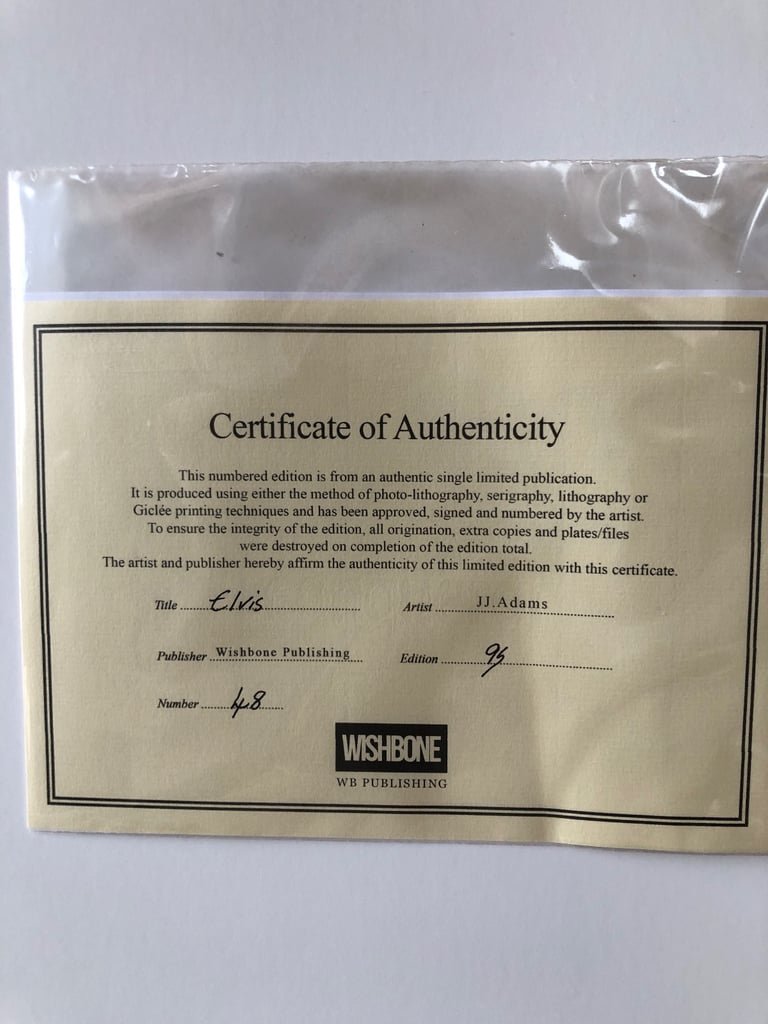 Certificate of Authenticity
This numbered edition is from an authentic single limited publication.
It is produced using either the method of photo-lithography, serigraphy, lithography or
Giclée printing techniques and has been approved, signed and numbered by the artist.
To ensure the integrity of the edition, all origination, extra copies and plates/files
were destroyed on completion of the edition total.
The artist and publisher hereby affirm the authenticity of this limited edition with this certificate.
Title Elvis Artist JJ.Adams
Publisher Wishbone Publishing Edition 95
Number 48
WISHBONE
WB PUBLISHING